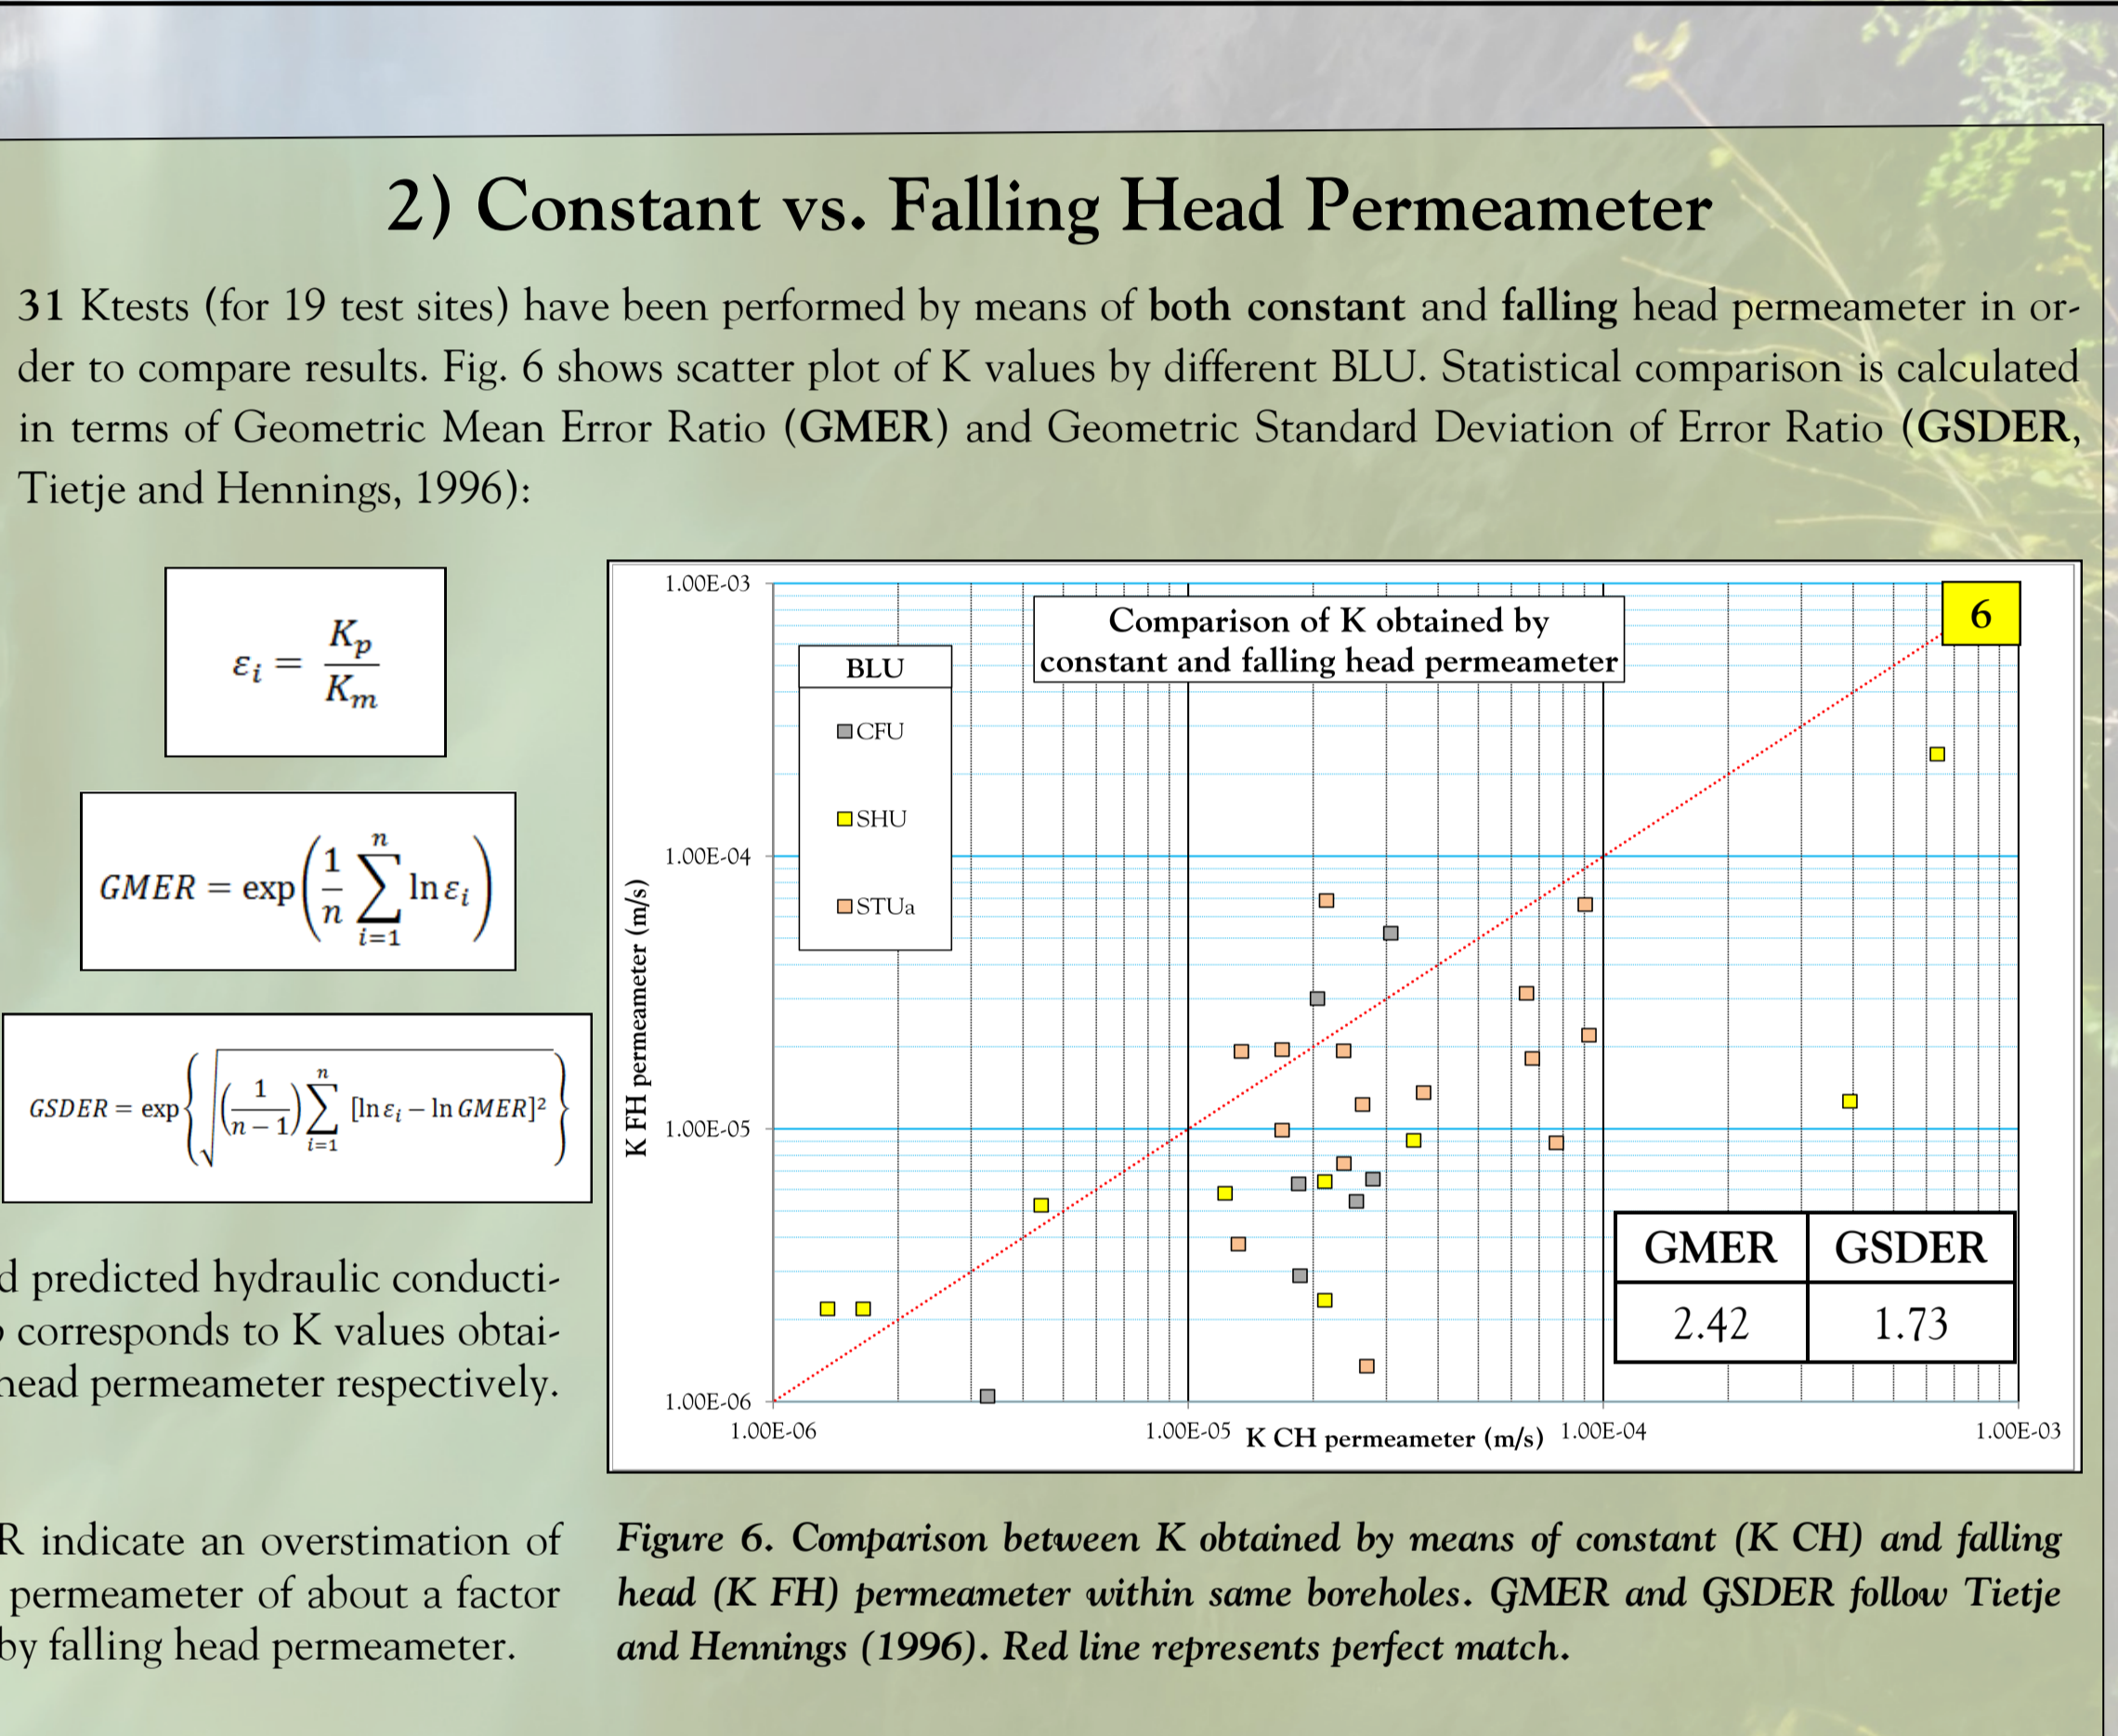 2) Constant vs. Falling Head Permeameter
31 Ktests (for 19 test sites) have been performed by means of both constant and falling head permeameter in or-
der to compare results. Fig. 6 shows scatter plot of K values by different BLU. Statistical comparison is calculated
in terms of Geometric Mean Error Ratio (GMER) and Geometric Standard Deviation of Error Ratio (GSDER,
Tietje and Hennings, 1996):
εi = Kp / Km
GMER = exp(1/n ∑ i=1 n ln εi)
GSDER = exp{√(1/(n − 1)) ∑ i=1 n [ln εi − ln GMER]²}
d predicted hydraulic conducti-
corresponds to K values obtai-
head permeameter respectively.
R indicate an overstimation of
permeameter of about a factor
by falling head permeameter.
Comparison of K obtained by
constant and falling head permeameter
6
BLU
CFU
SHU
STUa
K FH permeameter (m/s)
1.00E-03
1.00E-04
1.00E-05
1.00E-06
GMER GSDER
2.42 1.73
1.00E-06 1.00E-05 1.00E-04 1.00E-03
K CH permeameter (m/s)
Figure 6. Comparison between K obtained by means of constant (K CH) and falling
head (K FH) permeameter within same boreholes. GMER and GSDER follow Tietje
and Hennings (1996). Red line represents perfect match.